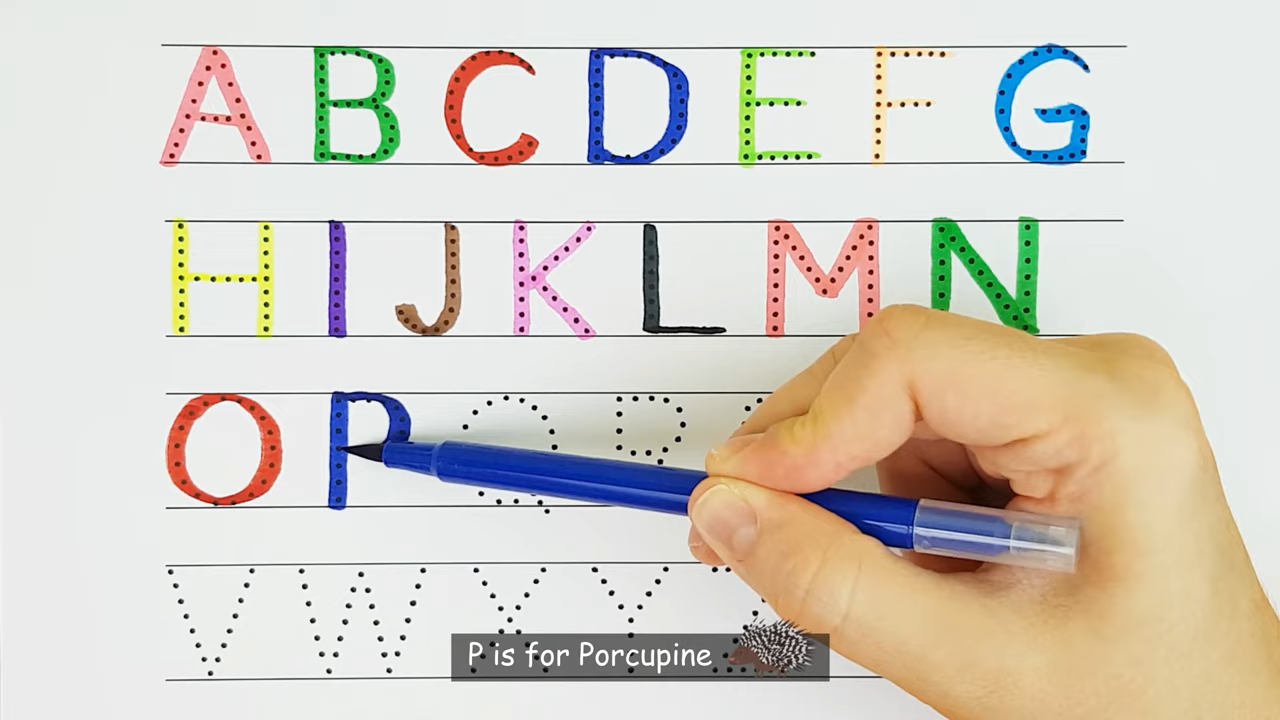 A B C D E F G
H I J K L M N
O P Q R
V W X Y
P is for Porcupine